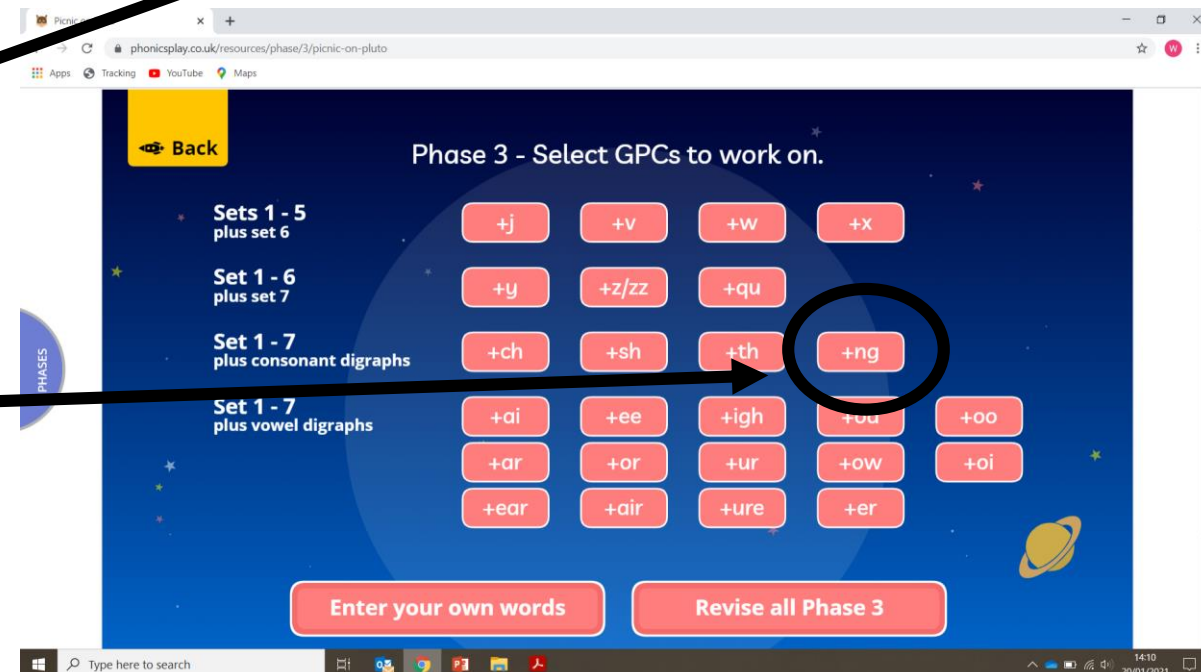 Picnic
phonicsplay.co.uk/resources/phase/3/picnic-on-pluto
W
Apps Tracking YouTube Maps
Back
Phase 3 - Select GPCs to work on.
Sets 1 - 5
plus set 6
+j +v +w +x
Set 1 - 6
plus set 7
+y +z/zz +qu
Set 1 - 7
plus consonant digraphs
+ch +sh +th +ng
PHASES
Set 1 - 7
plus vowel digraphs
+ai +ee +igh +oa +oo
+ar +or +ur +ow +oi
+ear +air +ure +er
Enter your own words
Revise all Phase 3
Type here to search
14:10
20/01/2021